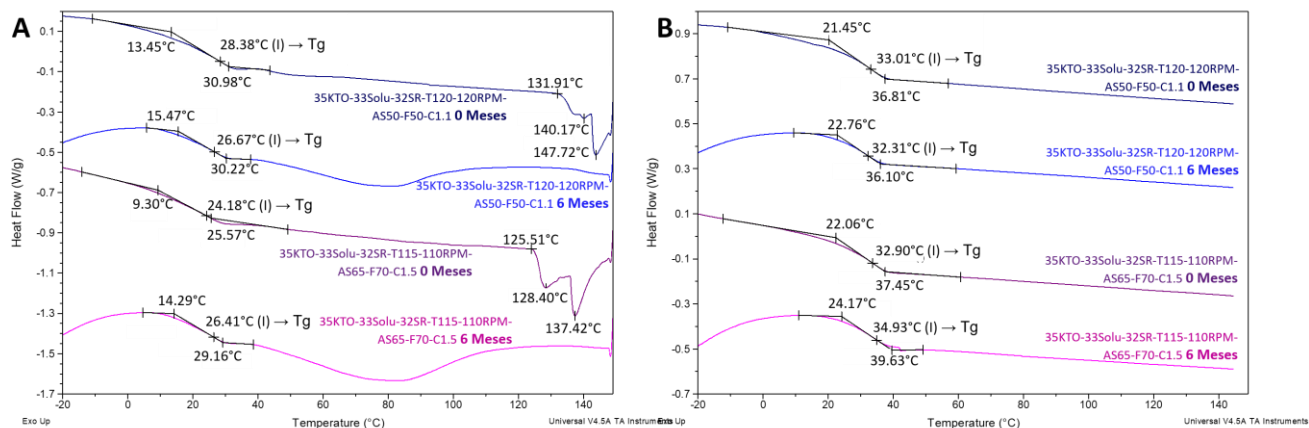 A
0.1
-0.1
-0.3
-0.5
-0.7
-0.9
-1.1
-1.3
-1.5
-1.7
Heat Flow (W/g)
13.45°C
28.38°C (I) → Tg
30.98°C
131.91°C
35KTO-33Solu-32SR-T120-120RPM-
AS50-F50-C1.1 0 Meses
140.17°C
147.72°C
15.47°C
26.67°C (I) → Tg
30.22°C
35KTO-33Solu-32SR-T120-120RPM-
AS50-F50-C1.1 6 Meses
9.30°C
24.18°C (I) → Tg
25.57°C
125.51°C
35KTO-33Solu-32SR-T115-110RPM-
AS65-F70-C1.5 0 Meses
128.40°C
137.42°C
14.29°C
26.41°C (I) → Tg
29.16°C
35KTO-33Solu-32SR-T115-110RPM-
AS65-F70-C1.5 6 Meses
-20 0 20 40 60 80 100 120 140
Exo Up
Temperature (°C)
Universal V4.5A TA Instruments
B
0.9
0.7
0.5
0.3
0.1
-0.1
-0.3
-0.5
-0.7
Heat Flow (W/g)
21.45°C
33.01°C (I) → Tg
36.81°C
35KTO-33Solu-32SR-T120-120RPM-
AS50-F50-C1.1 0 Meses
22.76°C
32.31°C (I) → Tg
36.10°C
35KTO-33Solu-32SR-T120-120RPM-
AS50-F50-C1.1 6 Meses
22.06°C
32.90°C (I) → Tg
37.45°C
35KTO-33Solu-32SR-T115-110RPM-
AS65-F70-C1.5 0 Meses
24.17°C
34.93°C (I) → Tg
39.63°C
35KTO-33Solu-32SR-T115-110RPM-
AS65-F70-C1.5 6 Meses
-20 0 20 40 60 80 100 120 140
Exo Up
Temperature (°C)
Universal V4.5A TA Instruments